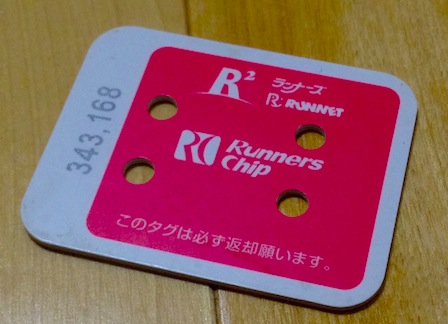 343,168
R² ランナーズ
R² RUNNET
Runners
Chip
このタグは必ず返却願います。